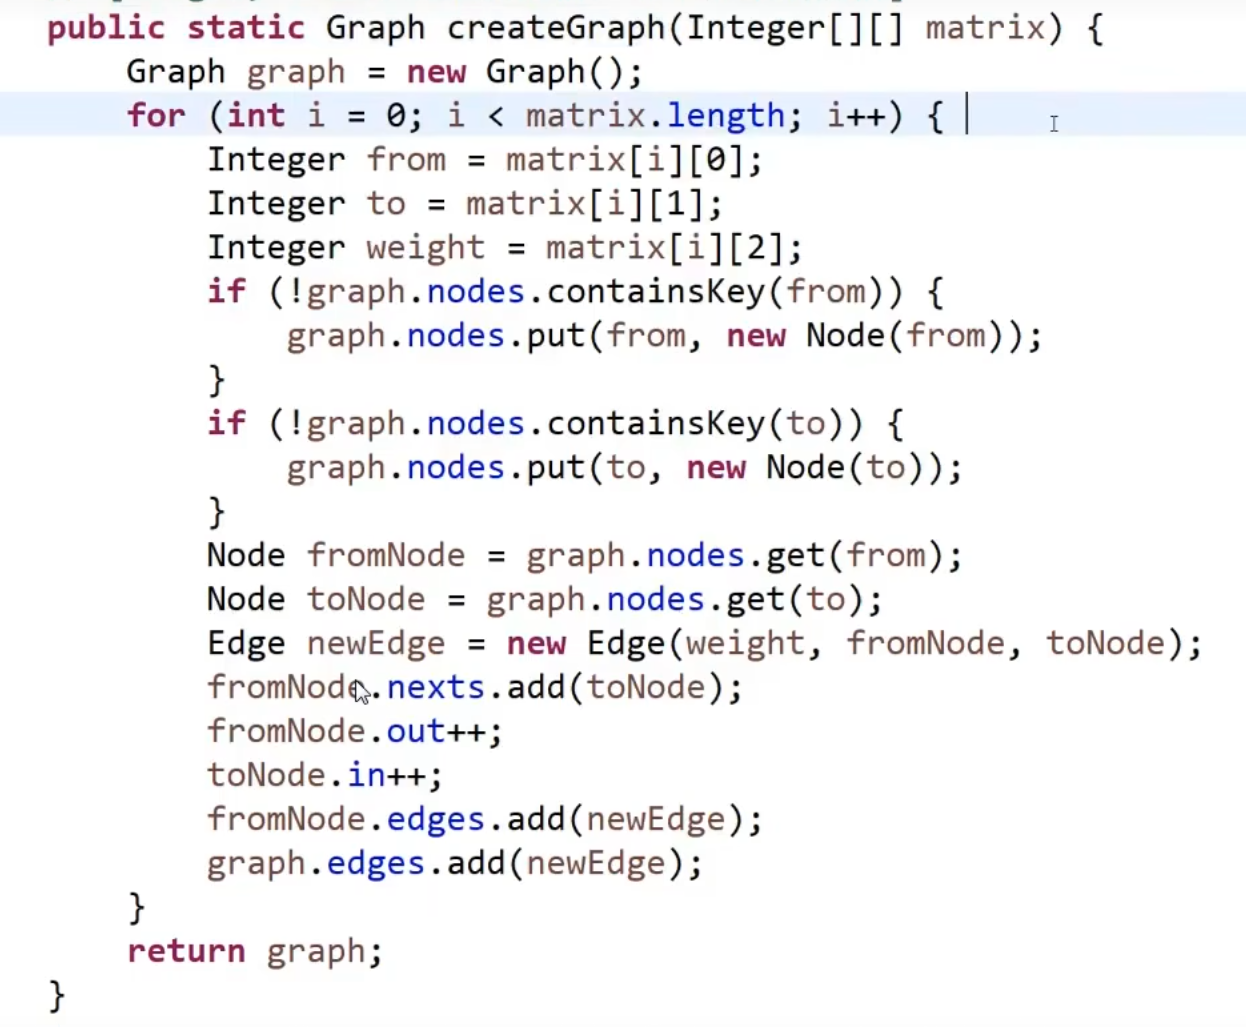 public static Graph createGraph(Integer[][] matrix) {
    Graph graph = new Graph();
    for (int i = 0; i < matrix.length; i++) {
        Integer from = matrix[i][0];
        Integer to = matrix[i][1];
        Integer weight = matrix[i][2];
        if (!graph.nodes.containsKey(from)) {
            graph.nodes.put(from, new Node(from));
        }
        if (!graph.nodes.containsKey(to)) {
            graph.nodes.put(to, new Node(to));
        }
        Node fromNode = graph.nodes.get(from);
        Node toNode = graph.nodes.get(to);
        Edge newEdge = new Edge(weight, fromNode, toNode);
        fromNode.nexts.add(toNode);
        fromNode.out++;
        toNode.in++;
        fromNode.edges.add(newEdge);
        graph.edges.add(newEdge);
    }
    return graph;
}